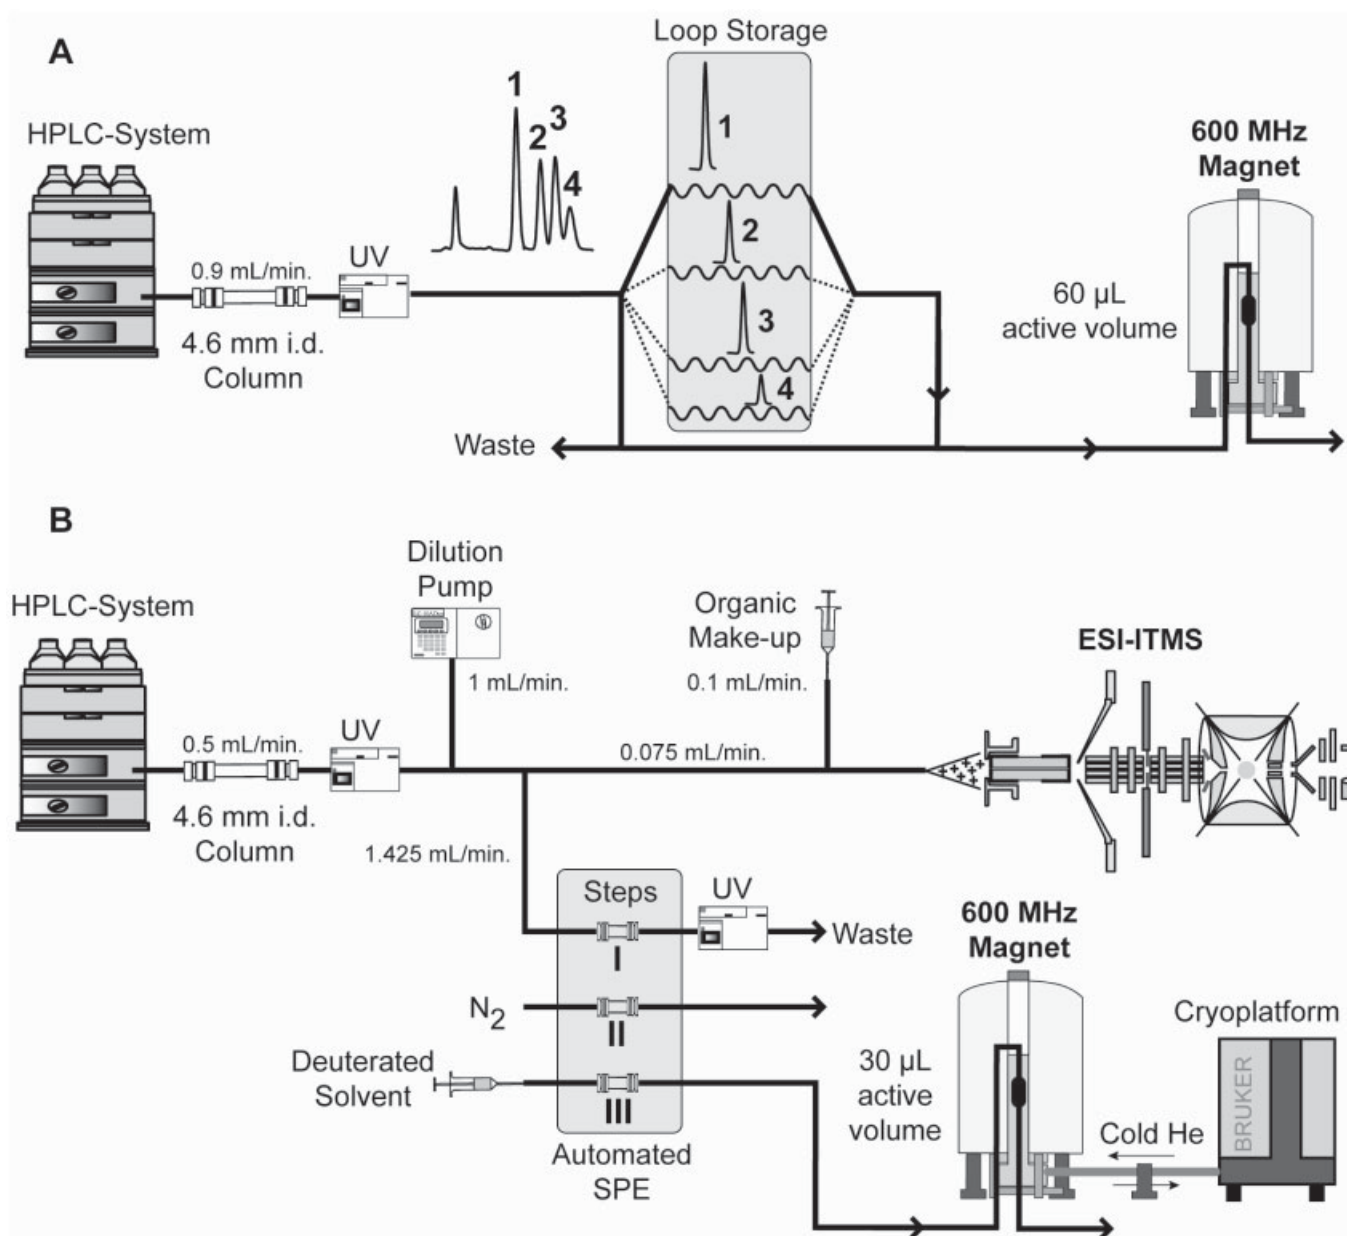 A
Loop Storage
HPLC-System
1
2
3
4
1
2
3
4
600 MHz
Magnet
UV
0.9 mL/min.
4.6 mm i.d.
Column
60 µL
active volume
Waste
B
HPLC-System
Dilution
Pump
1 mL/min.
Organic
Make-up
0.1 mL/min.
ESI-ITMS
UV
0.5 mL/min.
0.075 mL/min.
4.6 mm i.d.
Column
1.425 mL/min.
Steps
UV
Waste
I
N2
II
Deuterated
Solvent
III
Automated
SPE
600 MHz
Magnet
30 µL
active
volume
Cryoplatform
BRUKER
Cold He